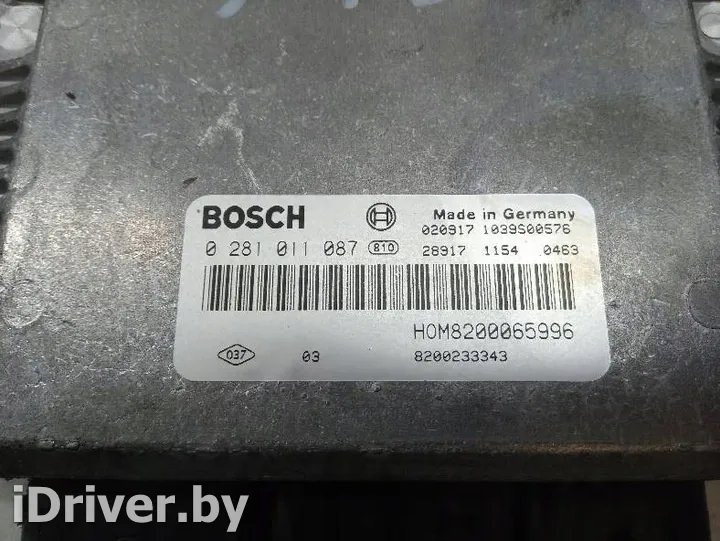 BOSCH
Made in Germany
020917 1039S00576
0 281 011 087 810 28917 1154 0463
HOM8200065996
037 03 8200233343
iDriver.by